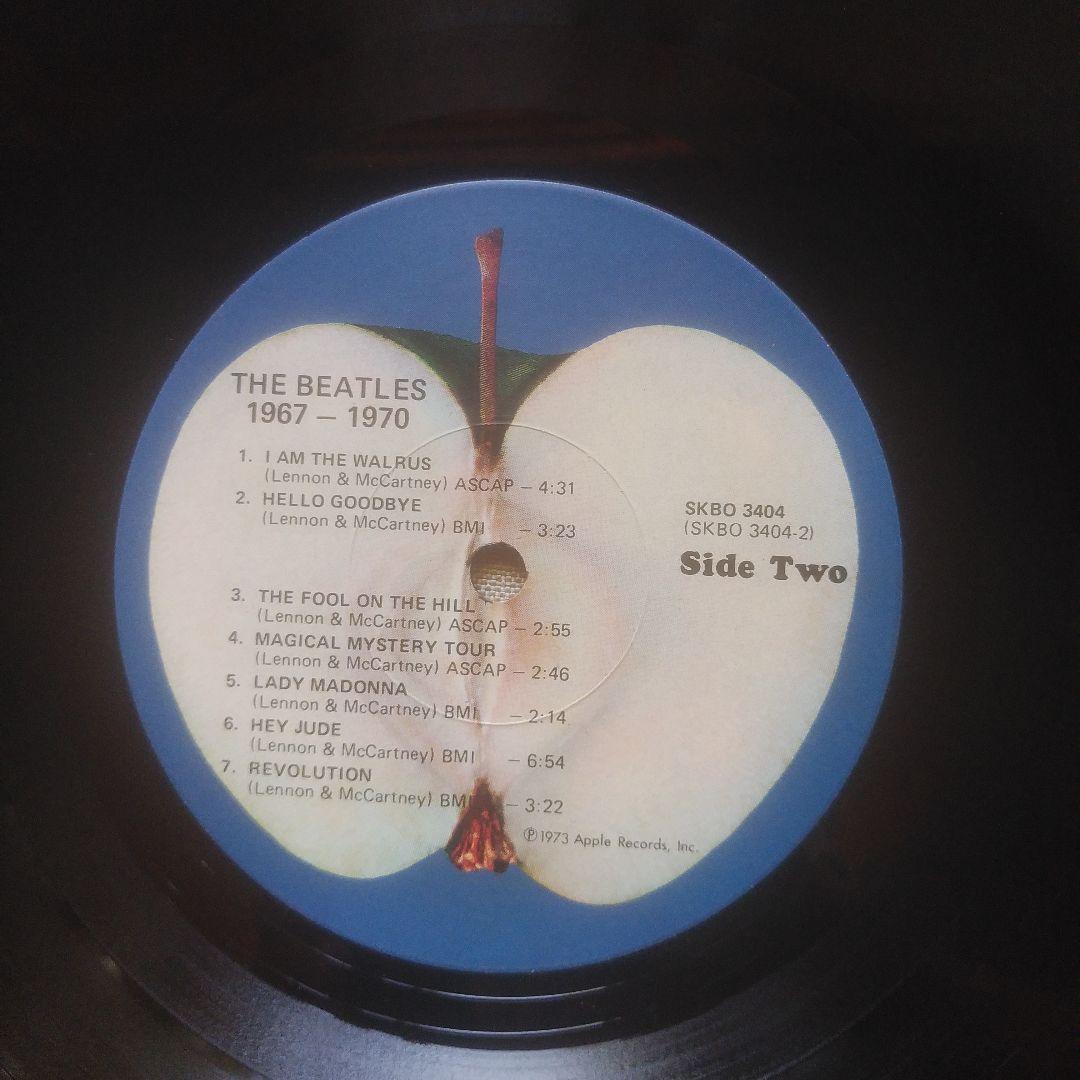 THE BEATLES
1967 – 1970
1. I AM THE WALRUS
(Lennon & McCartney) ASCAP – 4:31
2. HELLO GOODBYE
(Lennon & McCartney) BMI – 3:23
SKBO 3404
(SKBO 3404-2)
Side Two
3. THE FOOL ON THE HILL
(Lennon & McCartney) ASCAP – 2:55
4. MAGICAL MYSTERY TOUR
(Lennon & McCartney) ASCAP – 2:46
5. LADY MADONNA
(Lennon & McCartney) BMI – 2:14
6. HEY JUDE
(Lennon & McCartney) BMI – 6:54
7. REVOLUTION
(Lennon & McCartney) BMI – 3:22
Ⓟ1973 Apple Records, Inc.